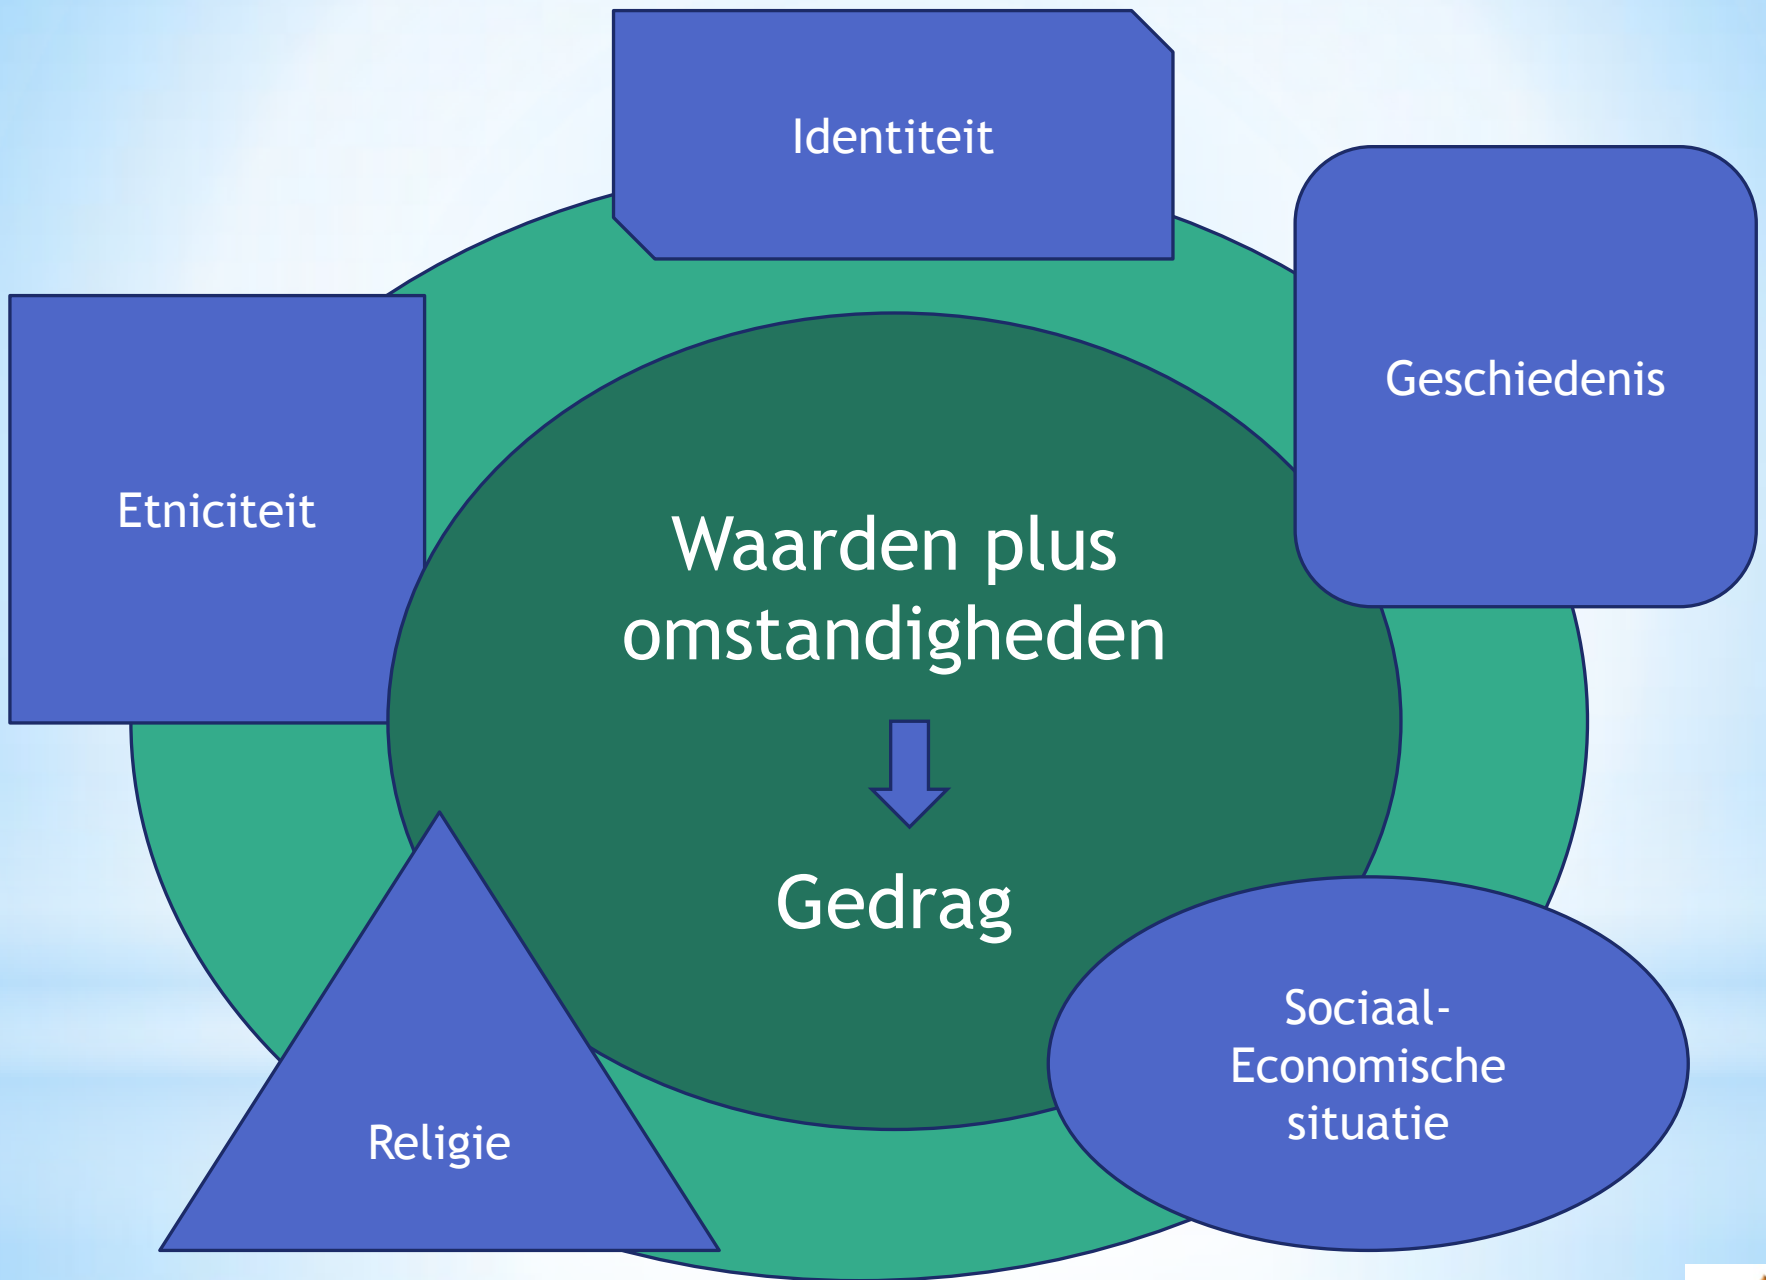 Identiteit
Geschiedenis
Etniciteit
Waarden plus
omstandigheden
Gedrag
Sociaal-
Economische
situatie
Religie